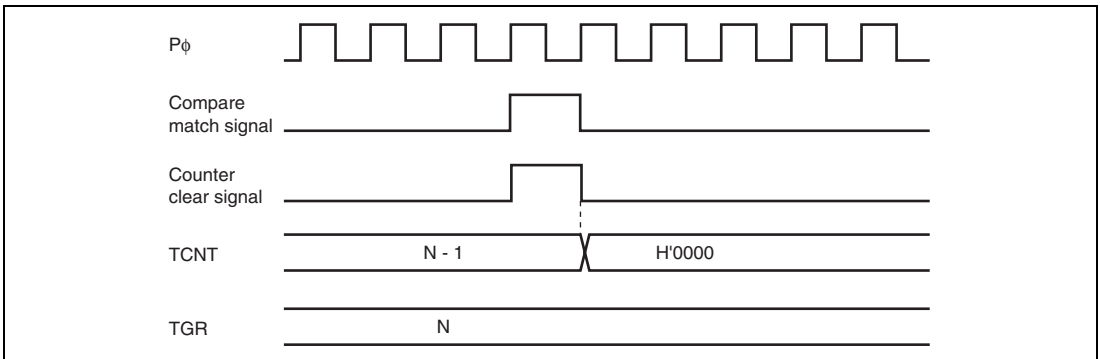 Pϕ
Compare
match signal
Counter
clear signal
TCNT
N - 1
H'0000
TGR
N